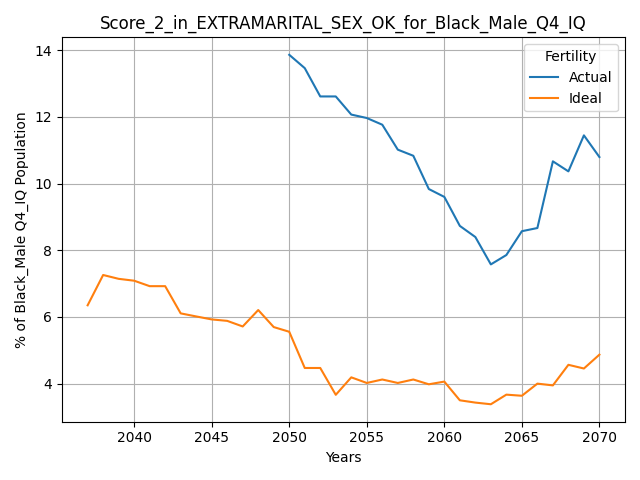 Score_2_in_EXTRAMARITAL_SEX_OK_for_Black_Male_Q4_IQ
Fertility
Actual
Ideal
% of Black_Male Q4_IQ Population
14
12
10
8
6
4
2040
2045
2050
2055
2060
2065
2070
Years